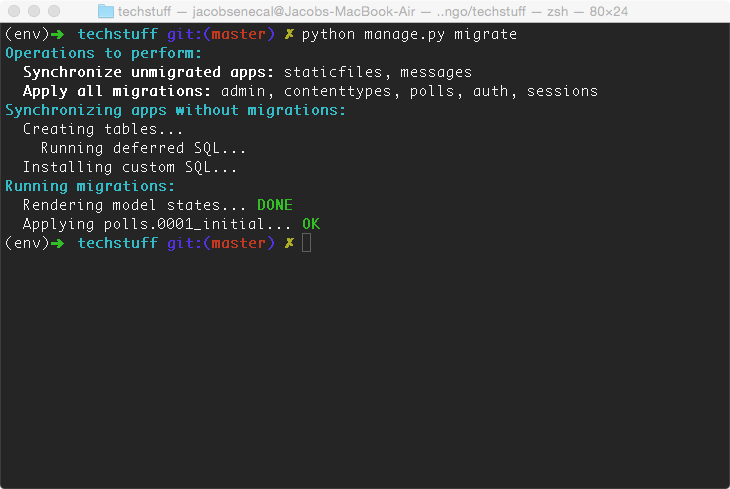 techstuff — jacobsenecal@Jacobs-MacBook-Air — ..ngo/techstuff — zsh — 80×24
(env)➜  techstuff git:(master) ✗ python manage.py migrate
Operations to perform:
  Synchronize unmigrated apps: staticfiles, messages
  Apply all migrations: admin, contenttypes, polls, auth, sessions
Synchronizing apps without migrations:
  Creating tables...
    Running deferred SQL...
  Installing custom SQL...
Running migrations:
  Rendering model states... DONE
  Applying polls.0001_initial... OK
(env)➜  techstuff git:(master) ✗